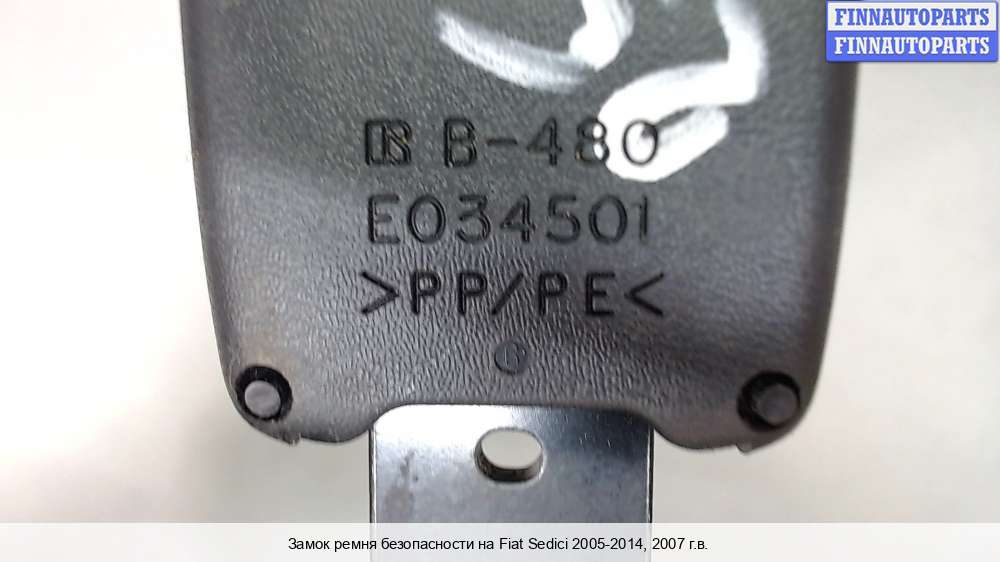 FINNAUTOPARTS
FINNAUTOPARTS
B-480
E034501
>PP/PE<
Замок ремня безопасности на Fiat Sedici 2005-2014, 2007 г.в.